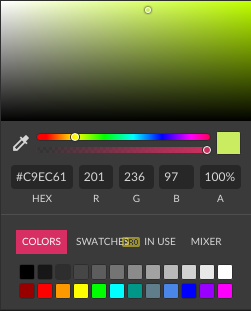 #C9EC61 201 236 97 100%
HEX R G B A
COLORS SWATCHES PRO IN USE MIXER